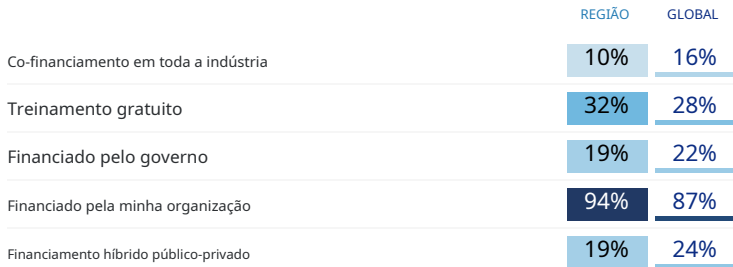 REGIÃO GLOBAL
Co-financiamento em toda a indústria 10% 16%
Treinamento gratuito 32% 28%
Financiado pelo governo 19% 22%
Financiado pela minha organização 94% 87%
Financiamento híbrido público-privado 19% 24%